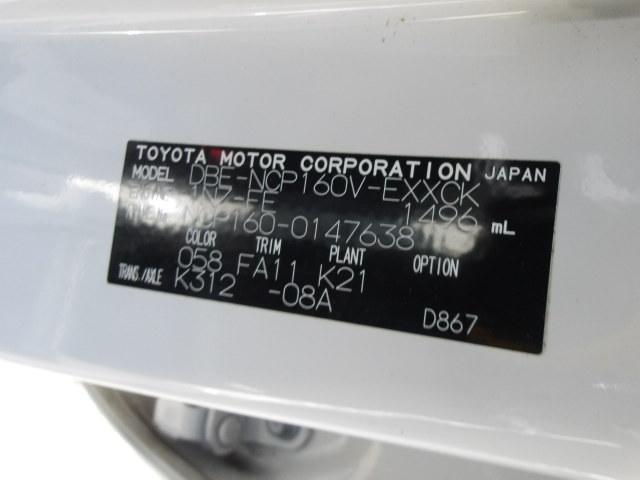 TOYOTA MOTOR CORPORATION JAPAN
MODEL DBE-NCP160V-EXXCK
ENGINE 1NZ-FE 1496 mL
NCP160-0147638
COLOR TRIM PLANT OPTION
058 FA11 K21
TRANS./AXLE K312 -08A
D867